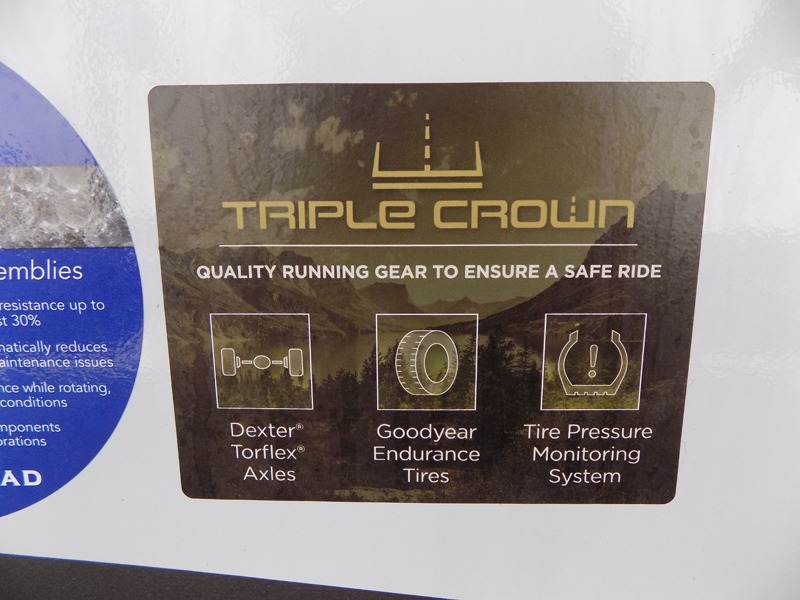 TRIPLE CROWN
QUALITY RUNNING GEAR TO ENSURE A SAFE RIDE
Dexter®
Torflex®
Axles
Goodyear
Endurance
Tires
Tire Pressure
Monitoring
System
emblies
resistance up to
st 30%
matically reduces
aintenance issues
nce while rotating,
conditions
mponents
orations
AD